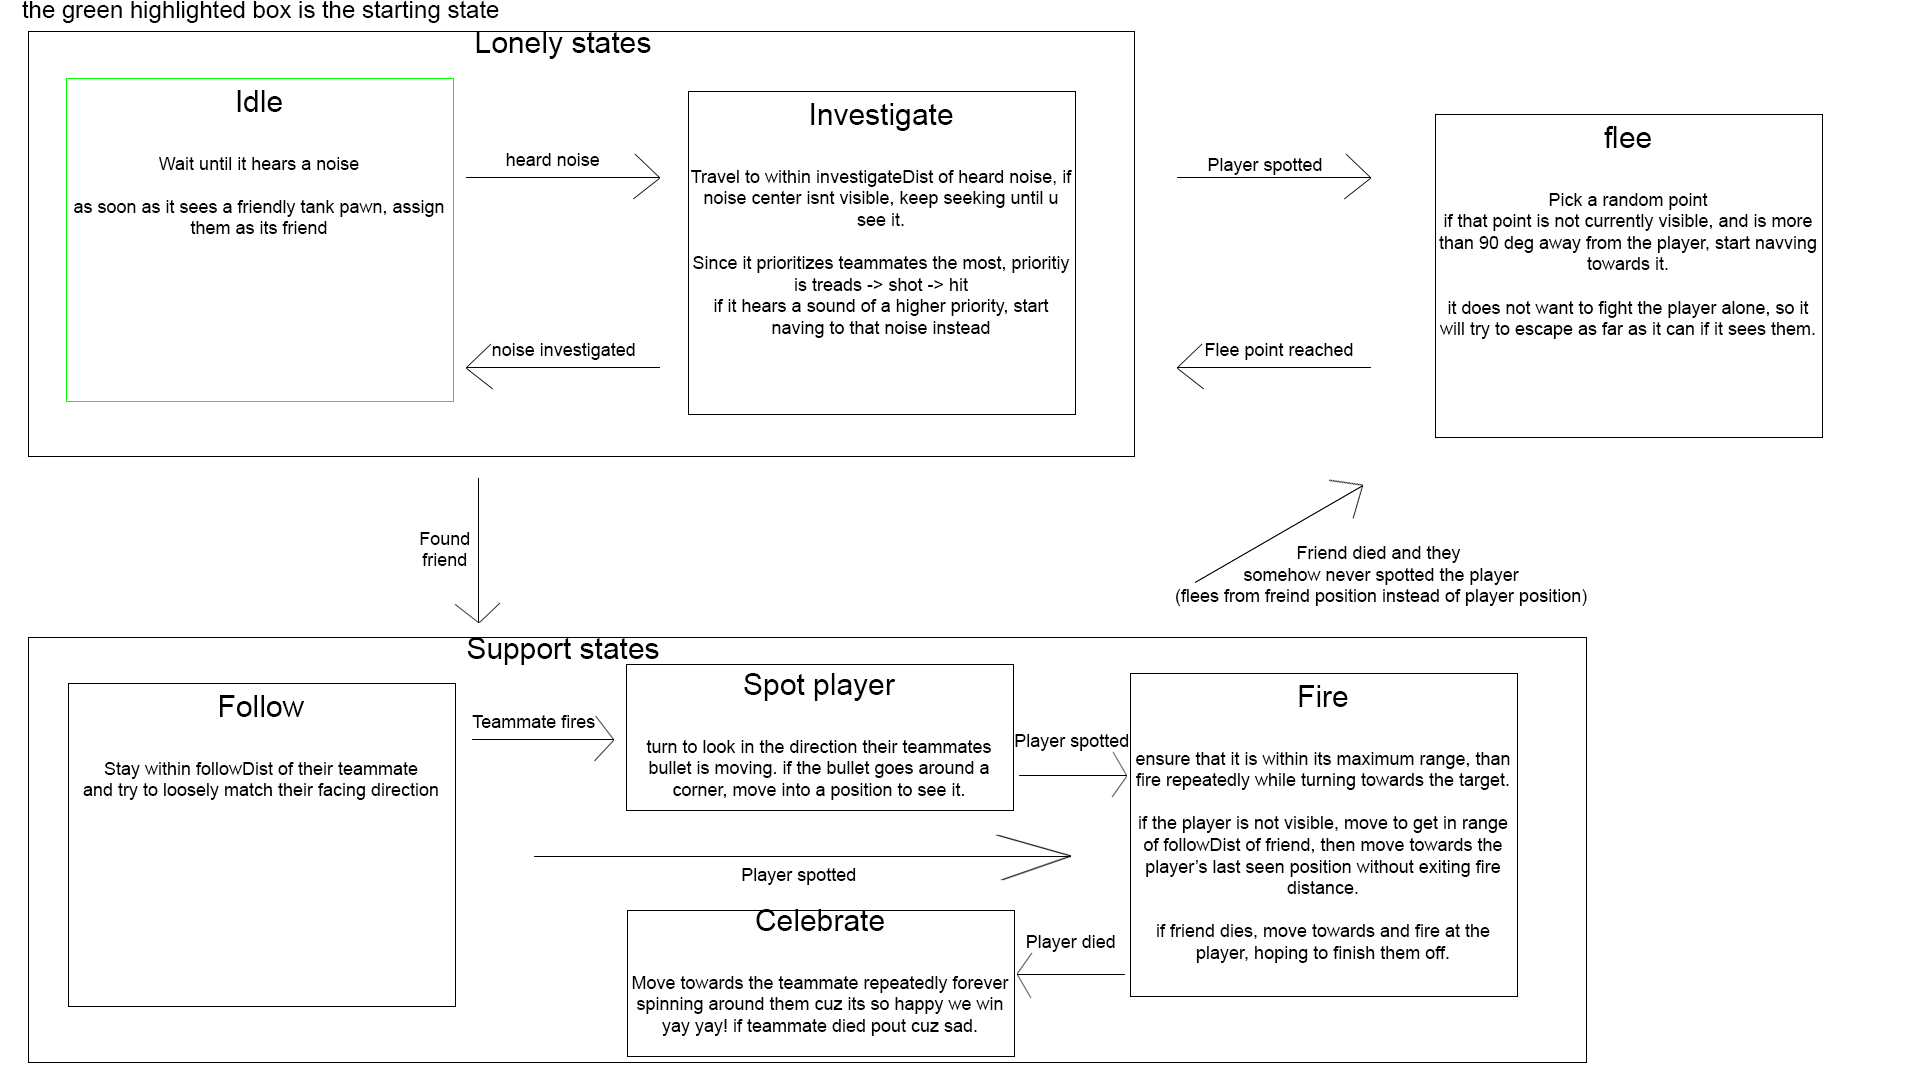 the green highlighted box is the starting state
Lonely states
Idle
Wait until it hears a noise
as soon as it sees a friendly tank pawn, assign
them as its friend
heard noise
noise investigated
Investigate
Travel to within investigateDist of heard noise, if
noise center isnt visible, keep seeking until u
see it.
Since it prioritizes teammates the most, prioritiy
is treads -> shot -> hit
if it hears a sound of a higher priority, start
naving to that noise instead
Player spotted
Flee point reached
flee
Pick a random point
if that point is not currently visible, and is more
than 90 deg away from the player, start navving
towards it.
it does not want to fight the player alone, so it
will try to escape as far as it can if it sees them.
Found
friend
Friend died and they
somehow never spotted the player
(flees from freind position instead of player position)
Support states
Follow
Stay within followDist of their teammate
and try to loosely match their facing direction
Teammate fires
Spot player
turn to look in the direction their teammates
bullet is moving. if the bullet goes around a
corner, move into a position to see it.
Player spotted
Player spotted
Fire
ensure that it is within its maximum range, than
fire repeatedly while turning towards the target.
if the player is not visible, move to get in range
of followDist of friend, then move towards the
player’s last seen position without exiting fire
distance.
if friend dies, move towards and fire at the
player, hoping to finish them off.
Player died
Celebrate
Move towards the teammate repeatedly forever
spinning around them cuz its so happy we win
yay yay! if teammate died pout cuz sad.